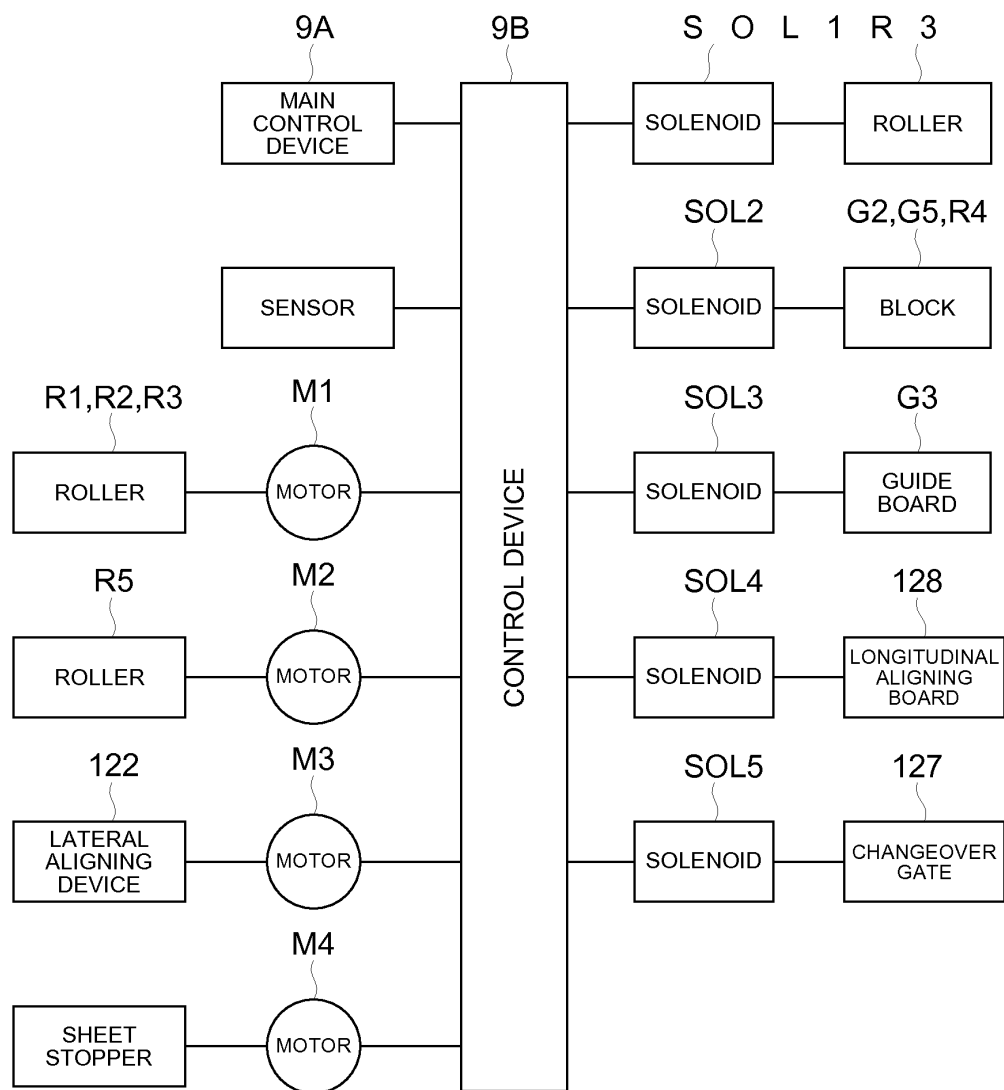 9A 9B S O L 1 R 3
MAIN
CONTROL
DEVICE
SOLENOID
ROLLER
SOL2 G2,G5,R4
SENSOR
SOLENOID
BLOCK
R1,R2,R3 M1 SOL3 G3
ROLLER
MOTOR
SOLENOID
GUIDE
BOARD
CONTROL DEVICE
R5 M2 SOL4 128
ROLLER
MOTOR
SOLENOID
LONGITUDINAL
ALIGNING
BOARD
122 M3 SOL5 127
LATERAL
ALIGNING
DEVICE
MOTOR
SOLENOID
CHANGEOVER
GATE
M4
SHEET
STOPPER
MOTOR